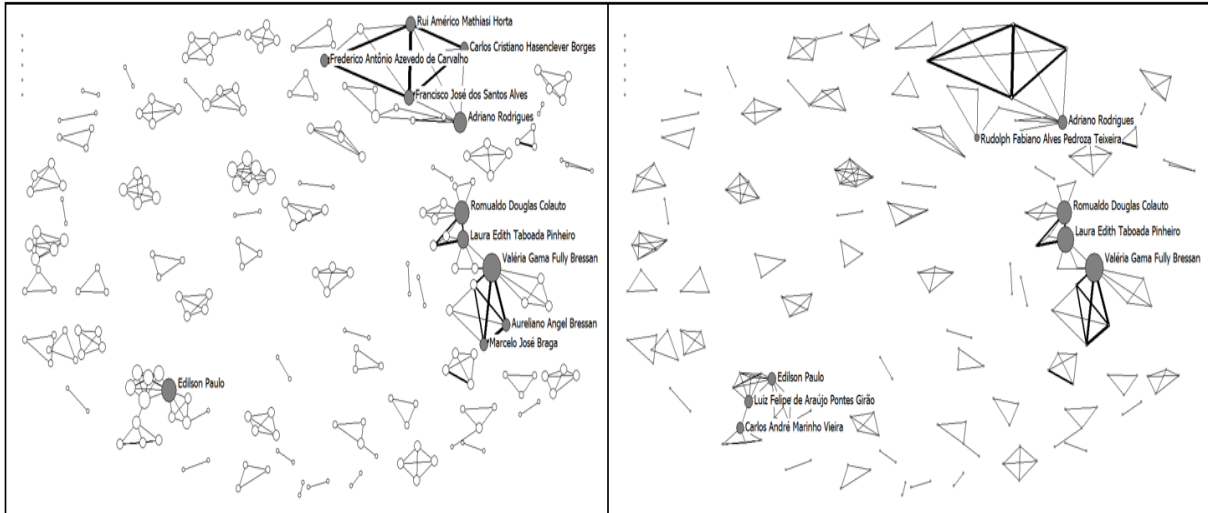 Rui Américo Mathiasi Horta
Carlos Cristiano Hasenclever Borges
Frederico Antônio Azevedo de Carvalho
Francisco José dos Santos Alves
Adriano Rodrigues
Romualdo Douglas Colauto
Laura Edith Taboada Pinheiro
Valéria Gama Fully Bressan
Aureliano Angel Bressan
Marcelo José Braga
Edilson Paulo
Adriano Rodrigues
Rudolph Fabiano Alves Pedroza Teixeira
Romualdo Douglas Colauto
Laura Edith Taboada Pinheiro
Valéria Gama Fully Bressan
Edilson Paulo
Luiz Felipe de Araújo Pontes Girão
Carlos André Marinho Vieira